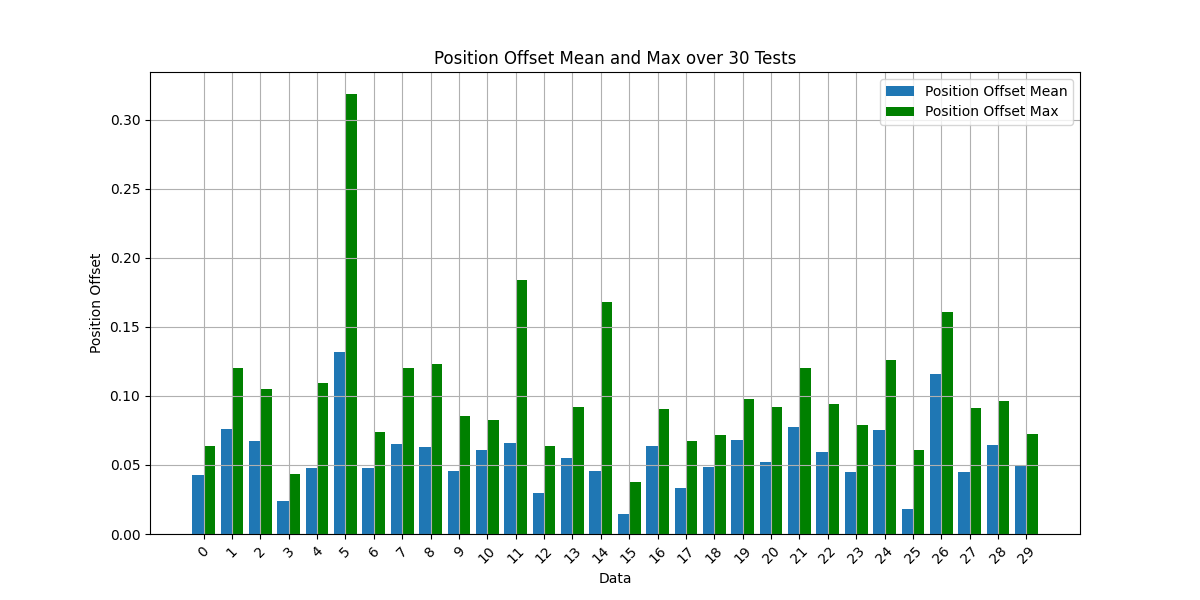 Position Offset Mean and Max over 30 Tests
Position Offset Mean
Position Offset Max
0.30
0.25
0.20
0.15
0.10
0.05
0.00
Position Offset
0 1 2 3 4 5 6 7 8 9 10 11 12 13 14 15 16 17 18 19 20 21 22 23 24 25 26 27 28 29
Data